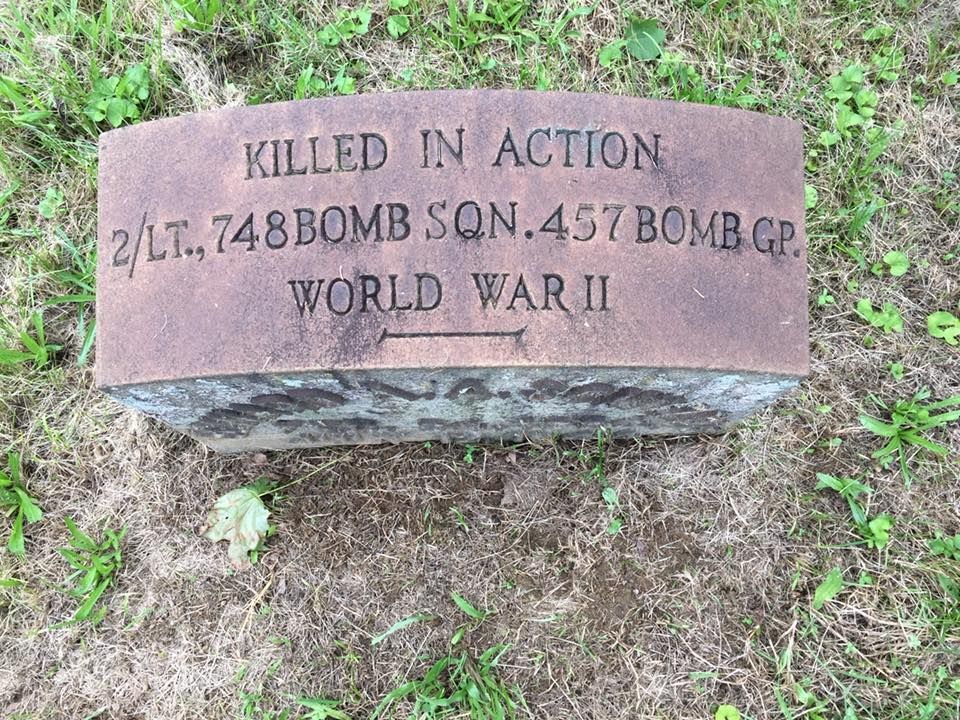 KILLED IN ACTION
2/LT., 748 BOMB SQN. 457 BOMB GP.
WORLD WAR II